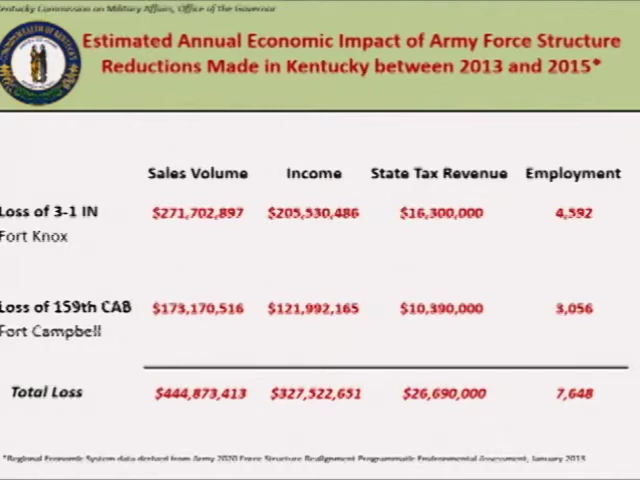 Kentucky Commission on Military Affairs, Office of the Governor
Estimated Annual Economic Impact of Army Force Structure
Reductions Made in Kentucky between 2013 and 2015*
Sales Volume Income State Tax Revenue Employment
Loss of 3-1 IN $271,702,897 $205,530,486 $16,300,000 4,592
Fort Knox
Loss of 159th CAB $173,170,516 $121,992,165 $10,390,000 3,056
Fort Campbell
Total Loss $444,873,413 $327,522,651 $26,690,000 7,648
*Regional Economic System data derived from Army 2020 Force Structure Realignment Programmatic Environmental Assessment, January 2013